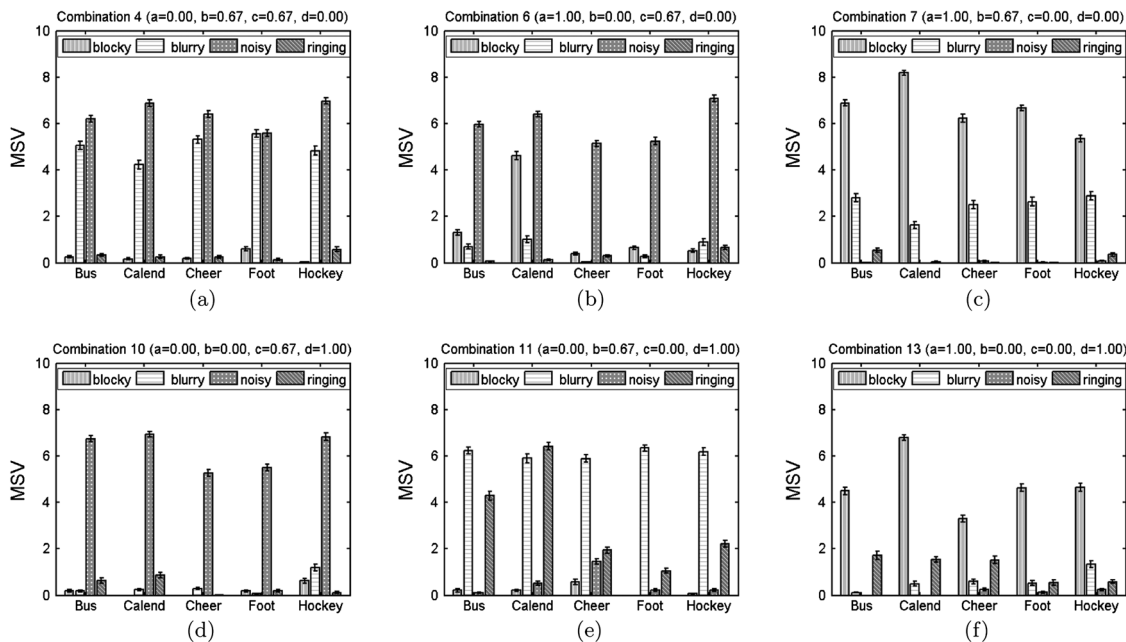 Combination 4 (a=0.00, b=0.67, c=0.67, d=0.00)
10
8
6
4
2
0
MSV
blocky blurry noisy ringing
Bus Calend Cheer Foot Hockey
(a)
Combination 6 (a=1.00, b=0.00, c=0.67, d=0.00)
10
8
6
4
2
0
MSV
blocky blurry noisy ringing
Bus Calend Cheer Foot Hockey
(b)
Combination 7 (a=1.00, b=0.67, c=0.00, d=0.00)
10
8
6
4
2
0
MSV
blocky blurry noisy ringing
Bus Calend Cheer Foot Hockey
(c)
Combination 10 (a=0.00, b=0.00, c=0.67, d=1.00)
10
8
6
4
2
0
MSV
blocky blurry noisy ringing
Bus Calend Cheer Foot Hockey
(d)
Combination 11 (a=0.00, b=0.67, c=0.00, d=1.00)
10
8
6
4
2
0
MSV
blocky blurry noisy ringing
Bus Calend Cheer Foot Hockey
(e)
Combination 13 (a=1.00, b=0.00, c=0.00, d=1.00)
10
8
6
4
2
0
MSV
blocky blurry noisy ringing
Bus Calend Cheer Foot Hockey
(f)